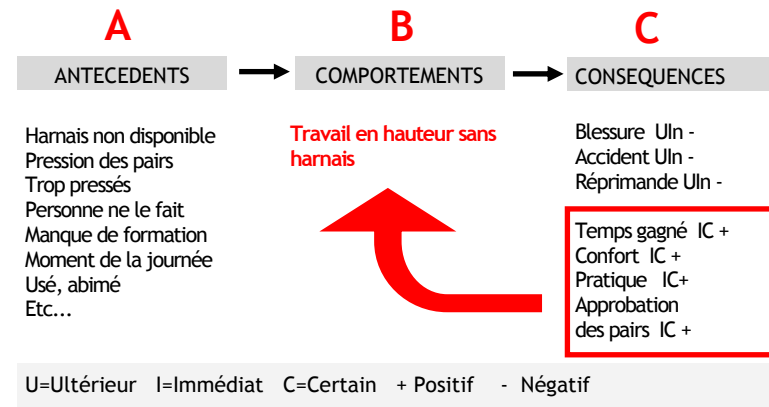 A
B
C
ANTECEDENTS
COMPORTEMENTS
CONSEQUENCES
Harnais non disponible
Pression des pairs
Trop pressés
Personne ne le fait
Manque de formation
Moment de la journée
Usé, abimé
Etc...
Travail en hauteur sans
harnais
Blessure UIn -
Accident UIn -
Réprimande UIn -
Temps gagné IC +
Confort IC +
Pratique IC+
Approbation
des pairs IC +
U=Ultérieur I=Immédiat C=Certain + Positif - Négatif